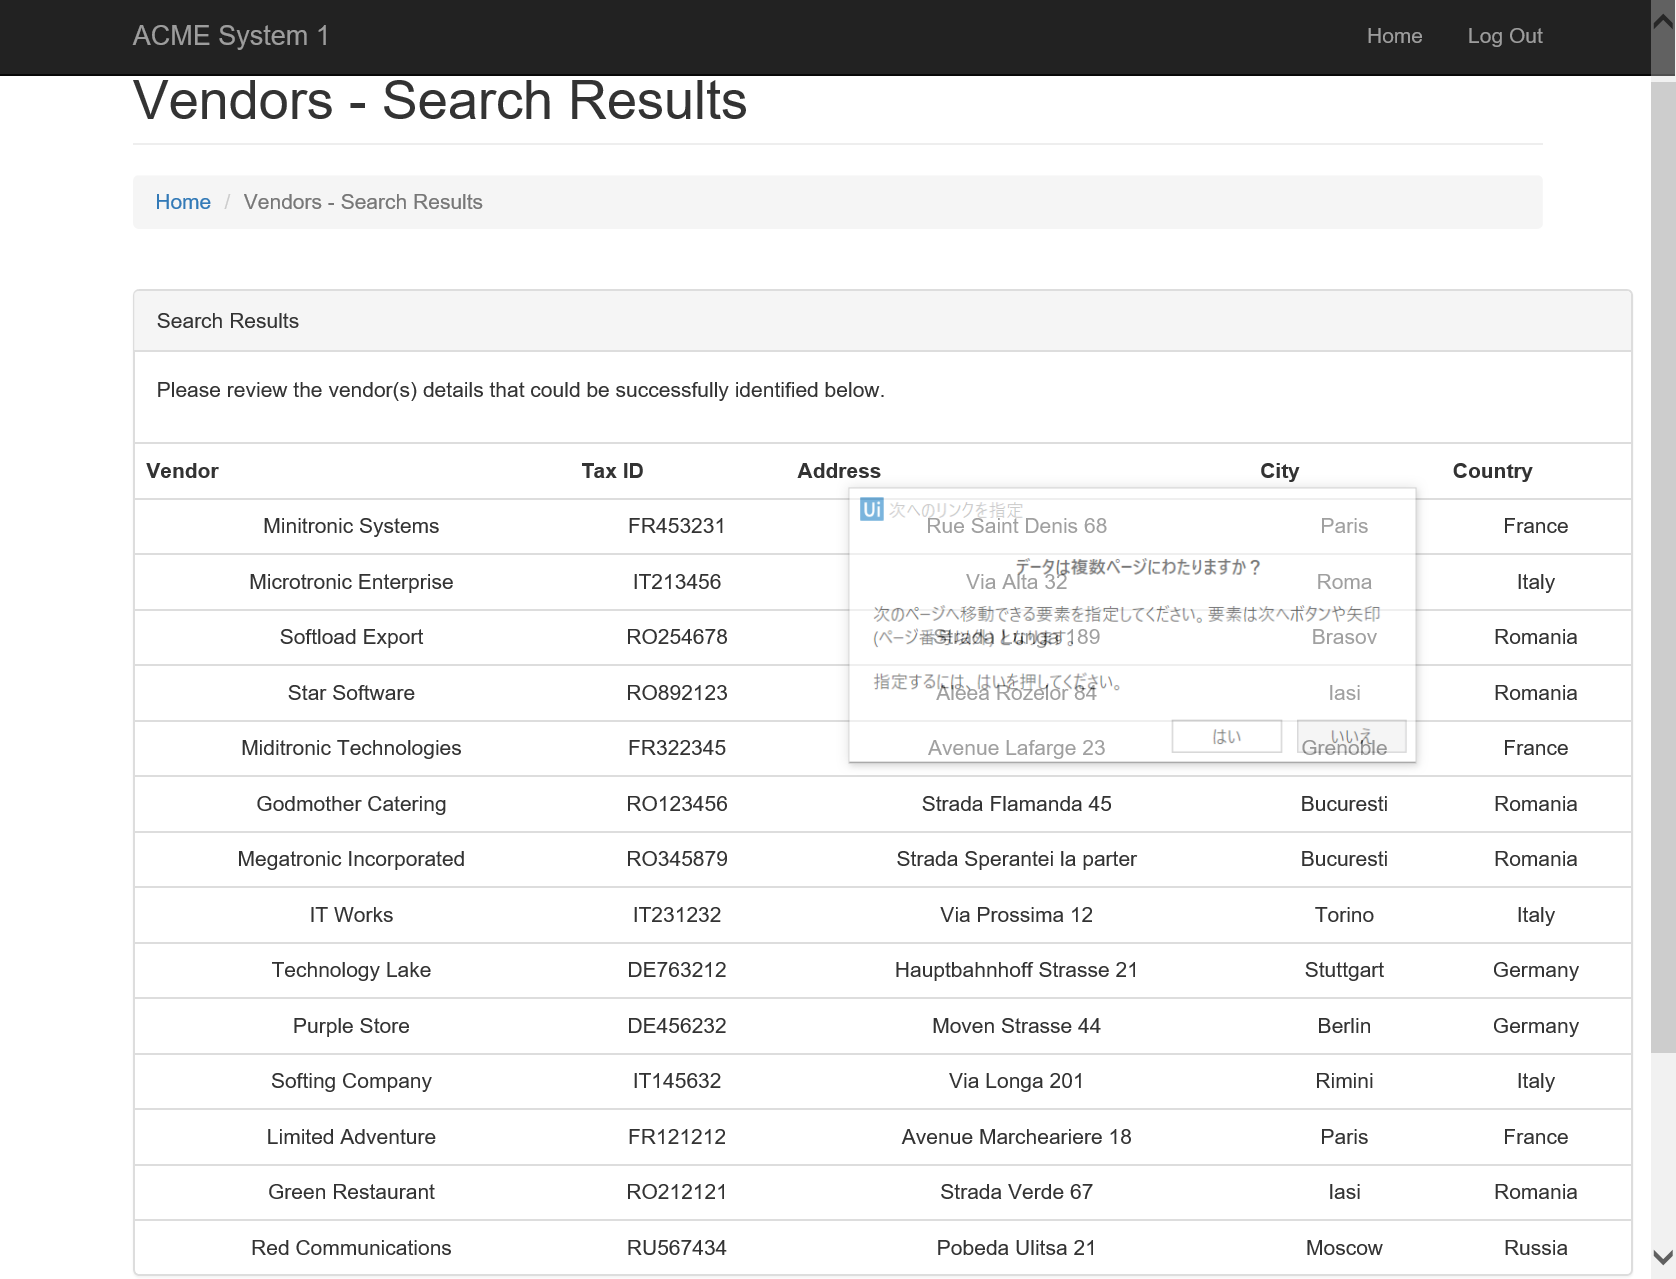 ACME System 1 Home Log Out
Vendors - Search Results
Home / Vendors - Search Results
Search Results
Please review the vendor(s) details that could be successfully identified below.
Vendor Tax ID Address City Country
Ui 次へのリンクを指定
Minitronic Systems FR453231 Rue Saint Denis 68 Paris France
データは複数ページにわたりますか？
Microtronic Enterprise IT213456 Via Alta 32 Roma Italy
次のページへ移動できる要素を指定してください。要素は次へボタンや矢印
(ページ番号以外) となります。
Softload Export RO254678 Strada Lunga 189 Brasov Romania
指定するには、はいを押してください。
Star Software RO892123 Aleea Rozelor 84 Iasi Romania
はい いいえ
Miditronic Technologies FR322345 Avenue Lafarge 23 Grenoble France
Godmother Catering RO123456 Strada Flamanda 45 Bucuresti Romania
Megatronic Incorporated RO345879 Strada Sperantei la parter Bucuresti Romania
IT Works IT231232 Via Prossima 12 Torino Italy
Technology Lake DE763212 Hauptbahnhoff Strasse 21 Stuttgart Germany
Purple Store DE456232 Moven Strasse 44 Berlin Germany
Softing Company IT145632 Via Longa 201 Rimini Italy
Limited Adventure FR121212 Avenue Marcheariere 18 Paris France
Green Restaurant RO212121 Strada Verde 67 Iasi Romania
Red Communications RU567434 Pobeda Ulitsa 21 Moscow Russia